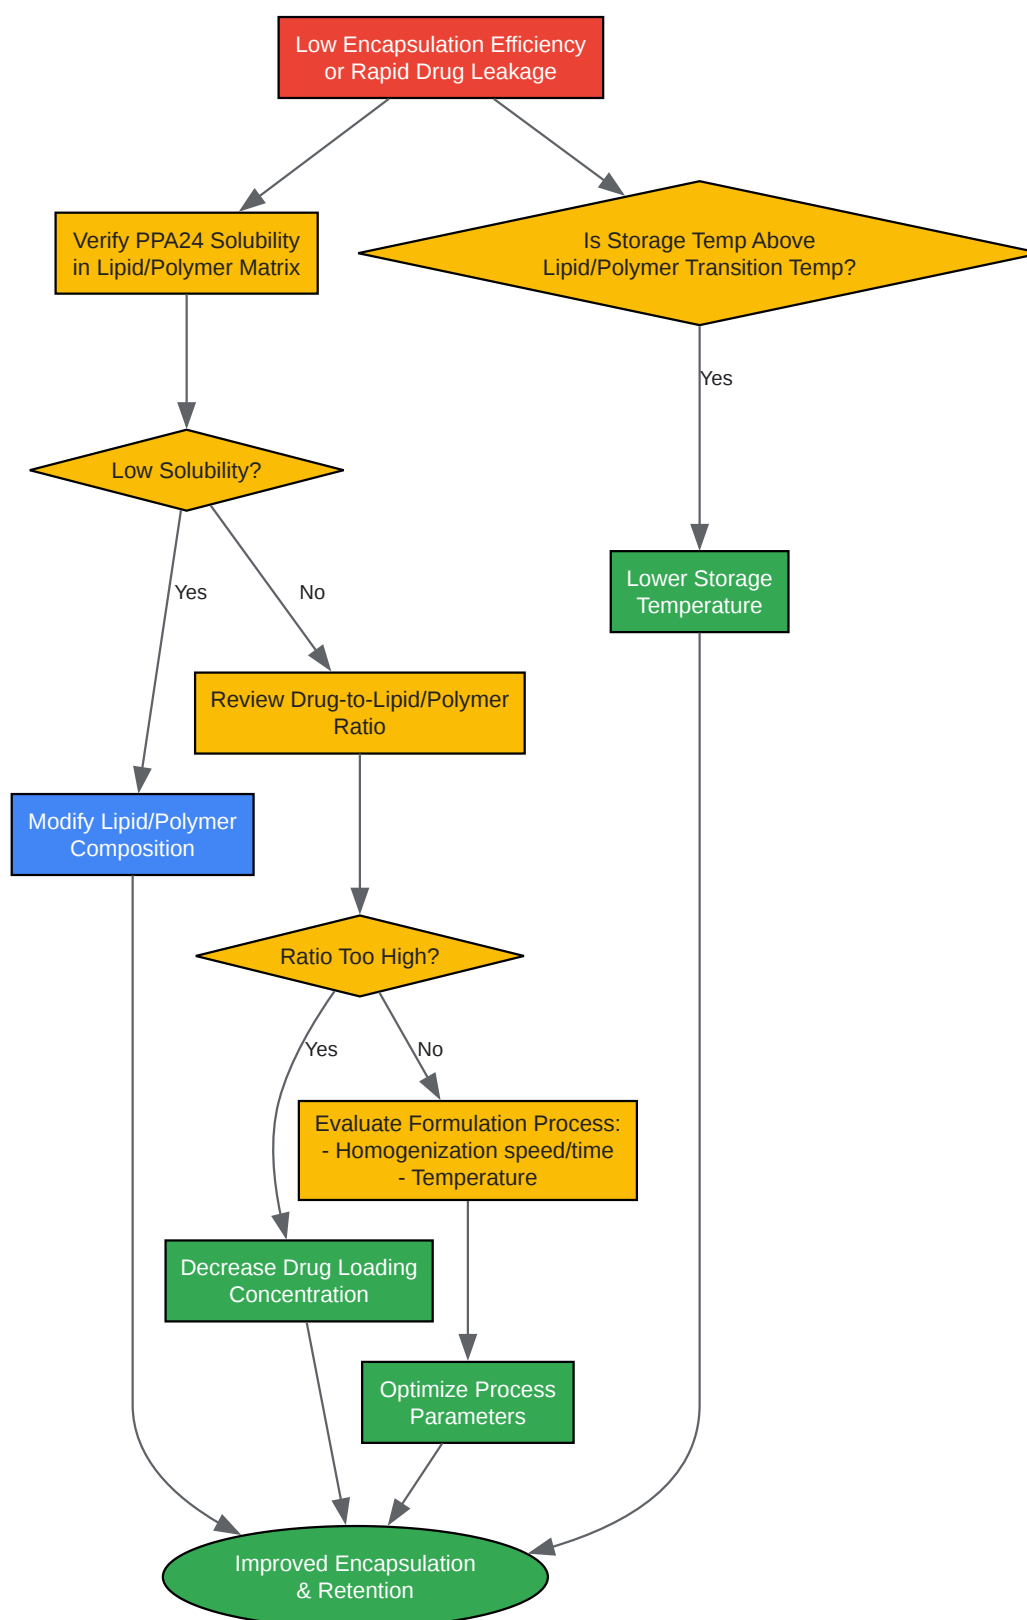 Low Encapsulation Efficiency
or Rapid Drug Leakage
Verify PPA24 Solubility
in Lipid/Polymer Matrix
Is Storage Temp Above
Lipid/Polymer Transition Temp?
Yes
Low Solubility?
Yes
No
Lower Storage
Temperature
Review Drug-to-Lipid/Polymer
Ratio
Modify Lipid/Polymer
Composition
Ratio Too High?
Yes
No
Evaluate Formulation Process:
- Homogenization speed/time
- Temperature
Decrease Drug Loading
Concentration
Optimize Process
Parameters
Improved Encapsulation
& Retention